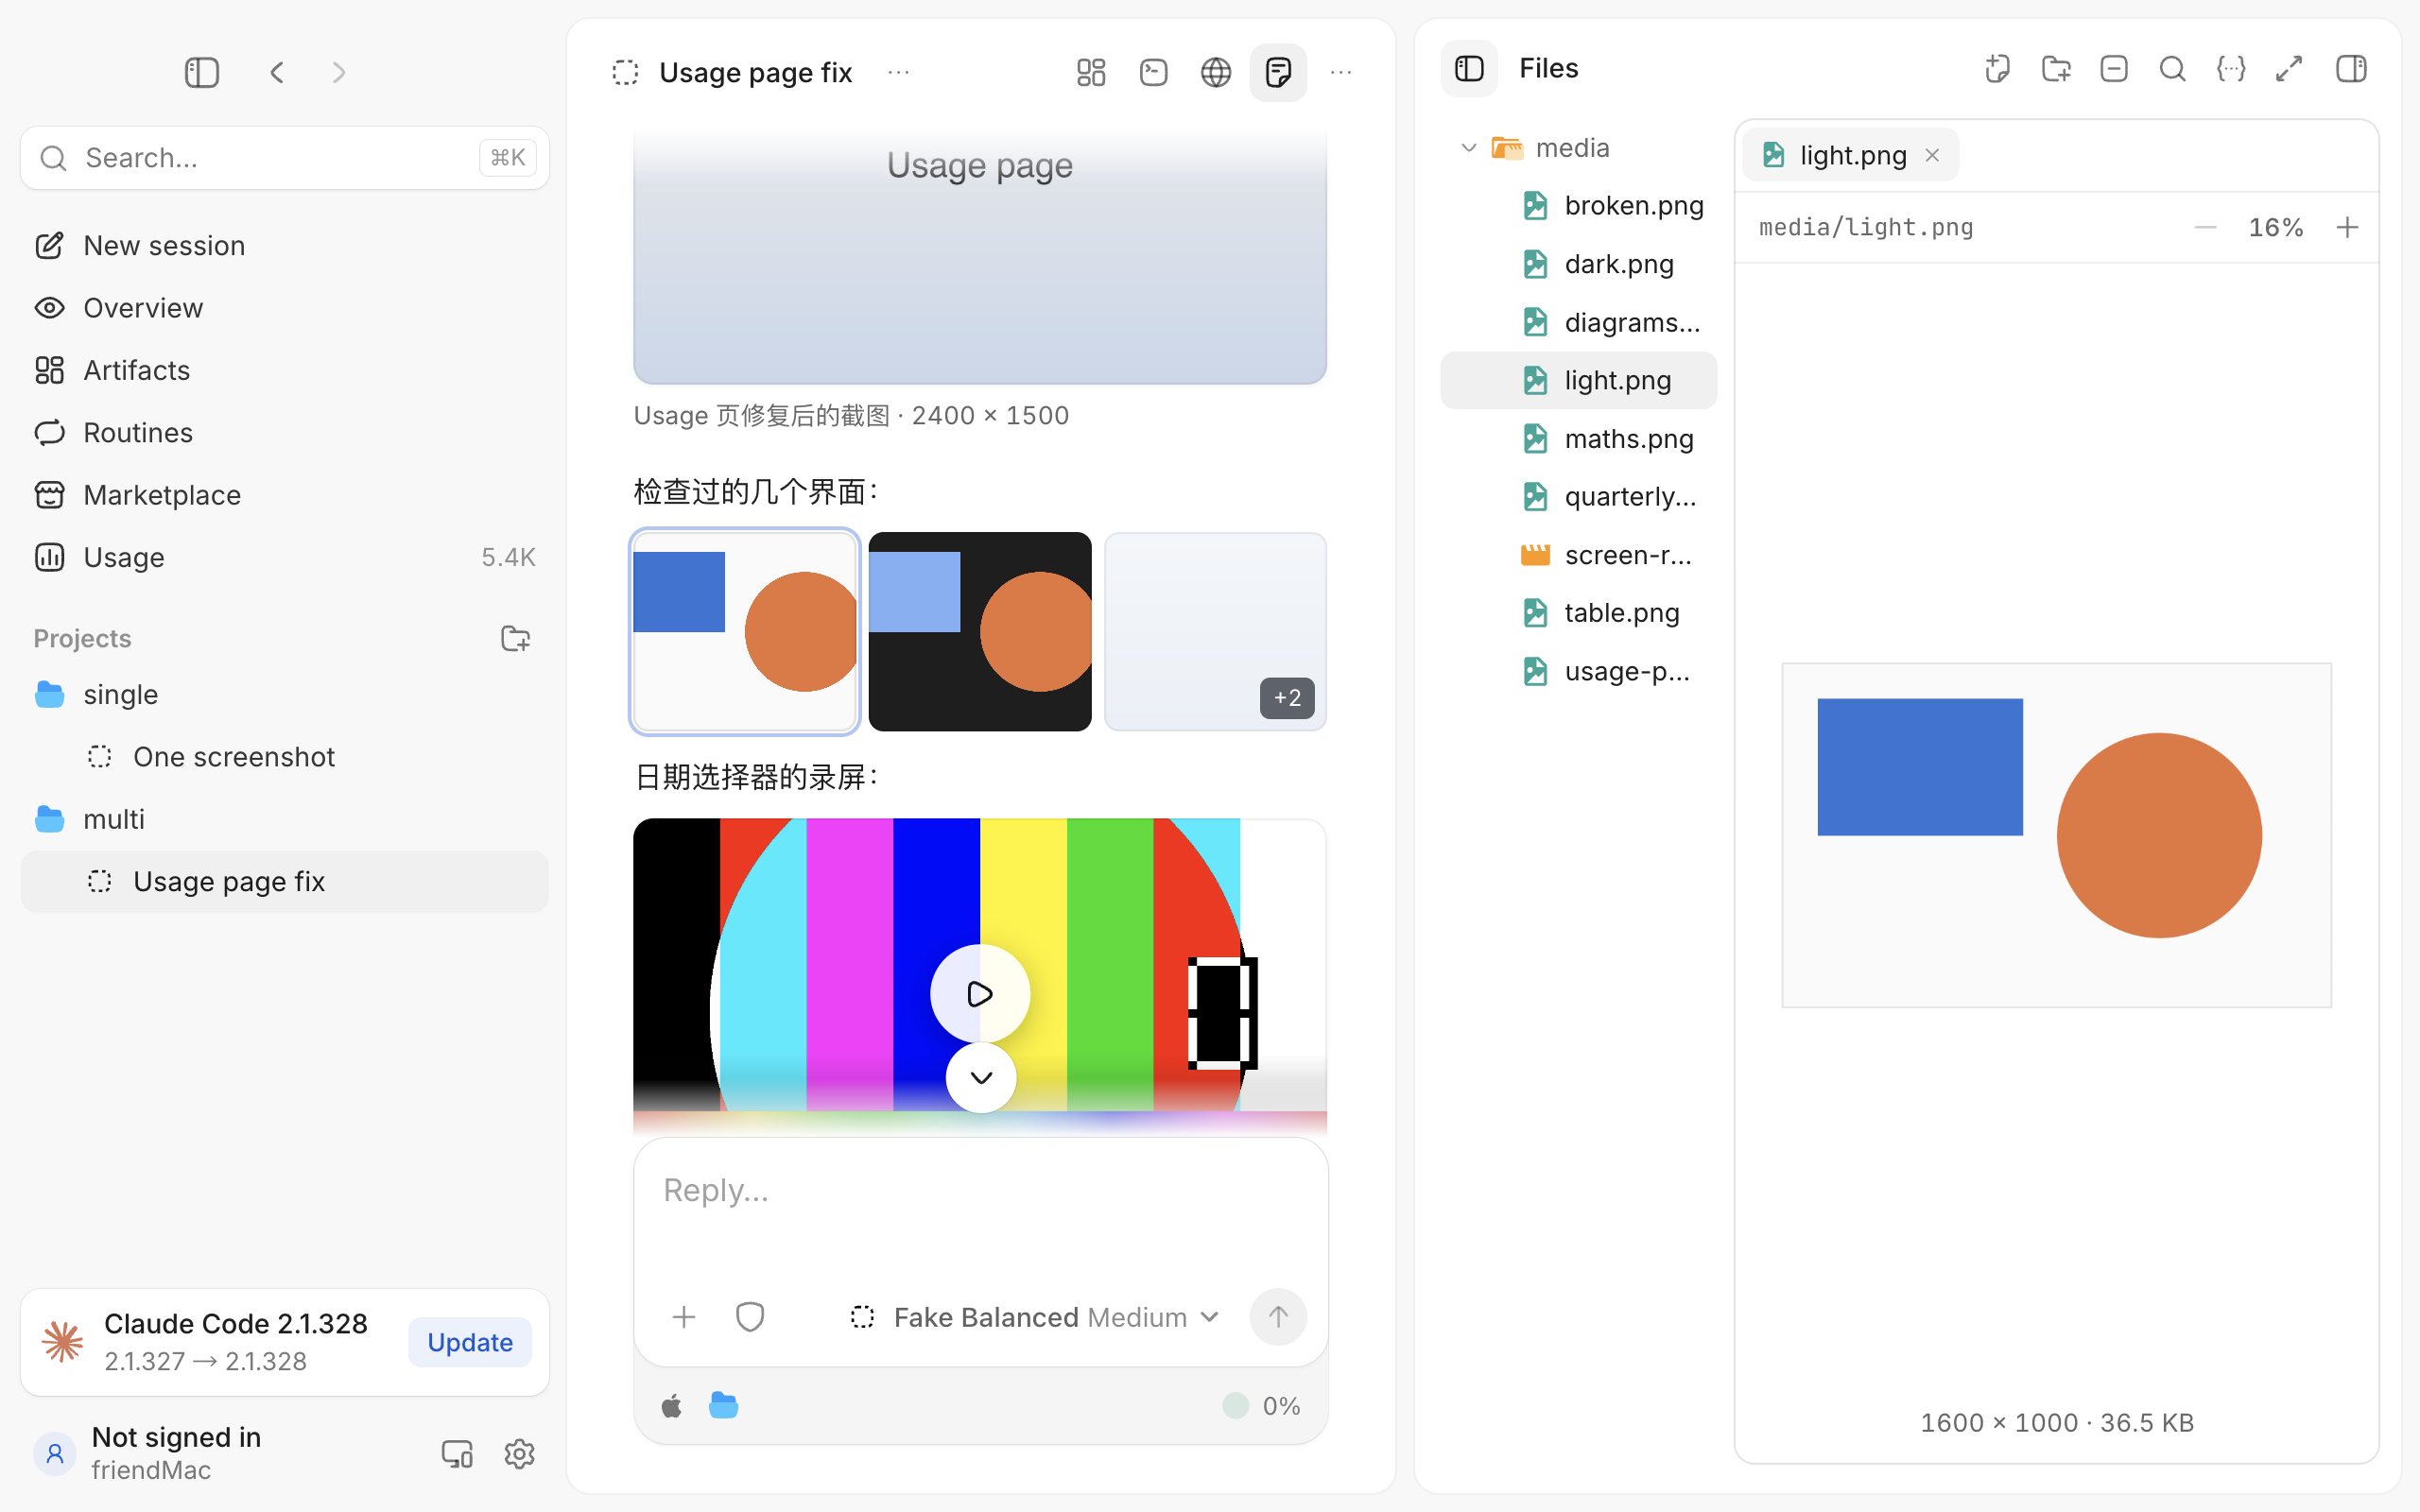 Search...
⌘K
New session
Overview
Artifacts
Routines
Marketplace
Usage
5.4K
Projects
single
One screenshot
multi
Usage page fix
Claude Code 2.1.328
2.1.327 → 2.1.328
Update
Not signed in
friendMac
Usage page fix
Usage page
Usage 页修复后的截图 · 2400 × 1500
检查过的几个界面：
+2
日期选择器的录屏：
Reply...
Fake Balanced Medium
0%
Files
media
broken.png
dark.png
diagrams...
light.png
maths.png
quarterly...
screen-r...
table.png
usage-p...
light.png
media/light.png
16%
1600 × 1000 · 36.5 KB